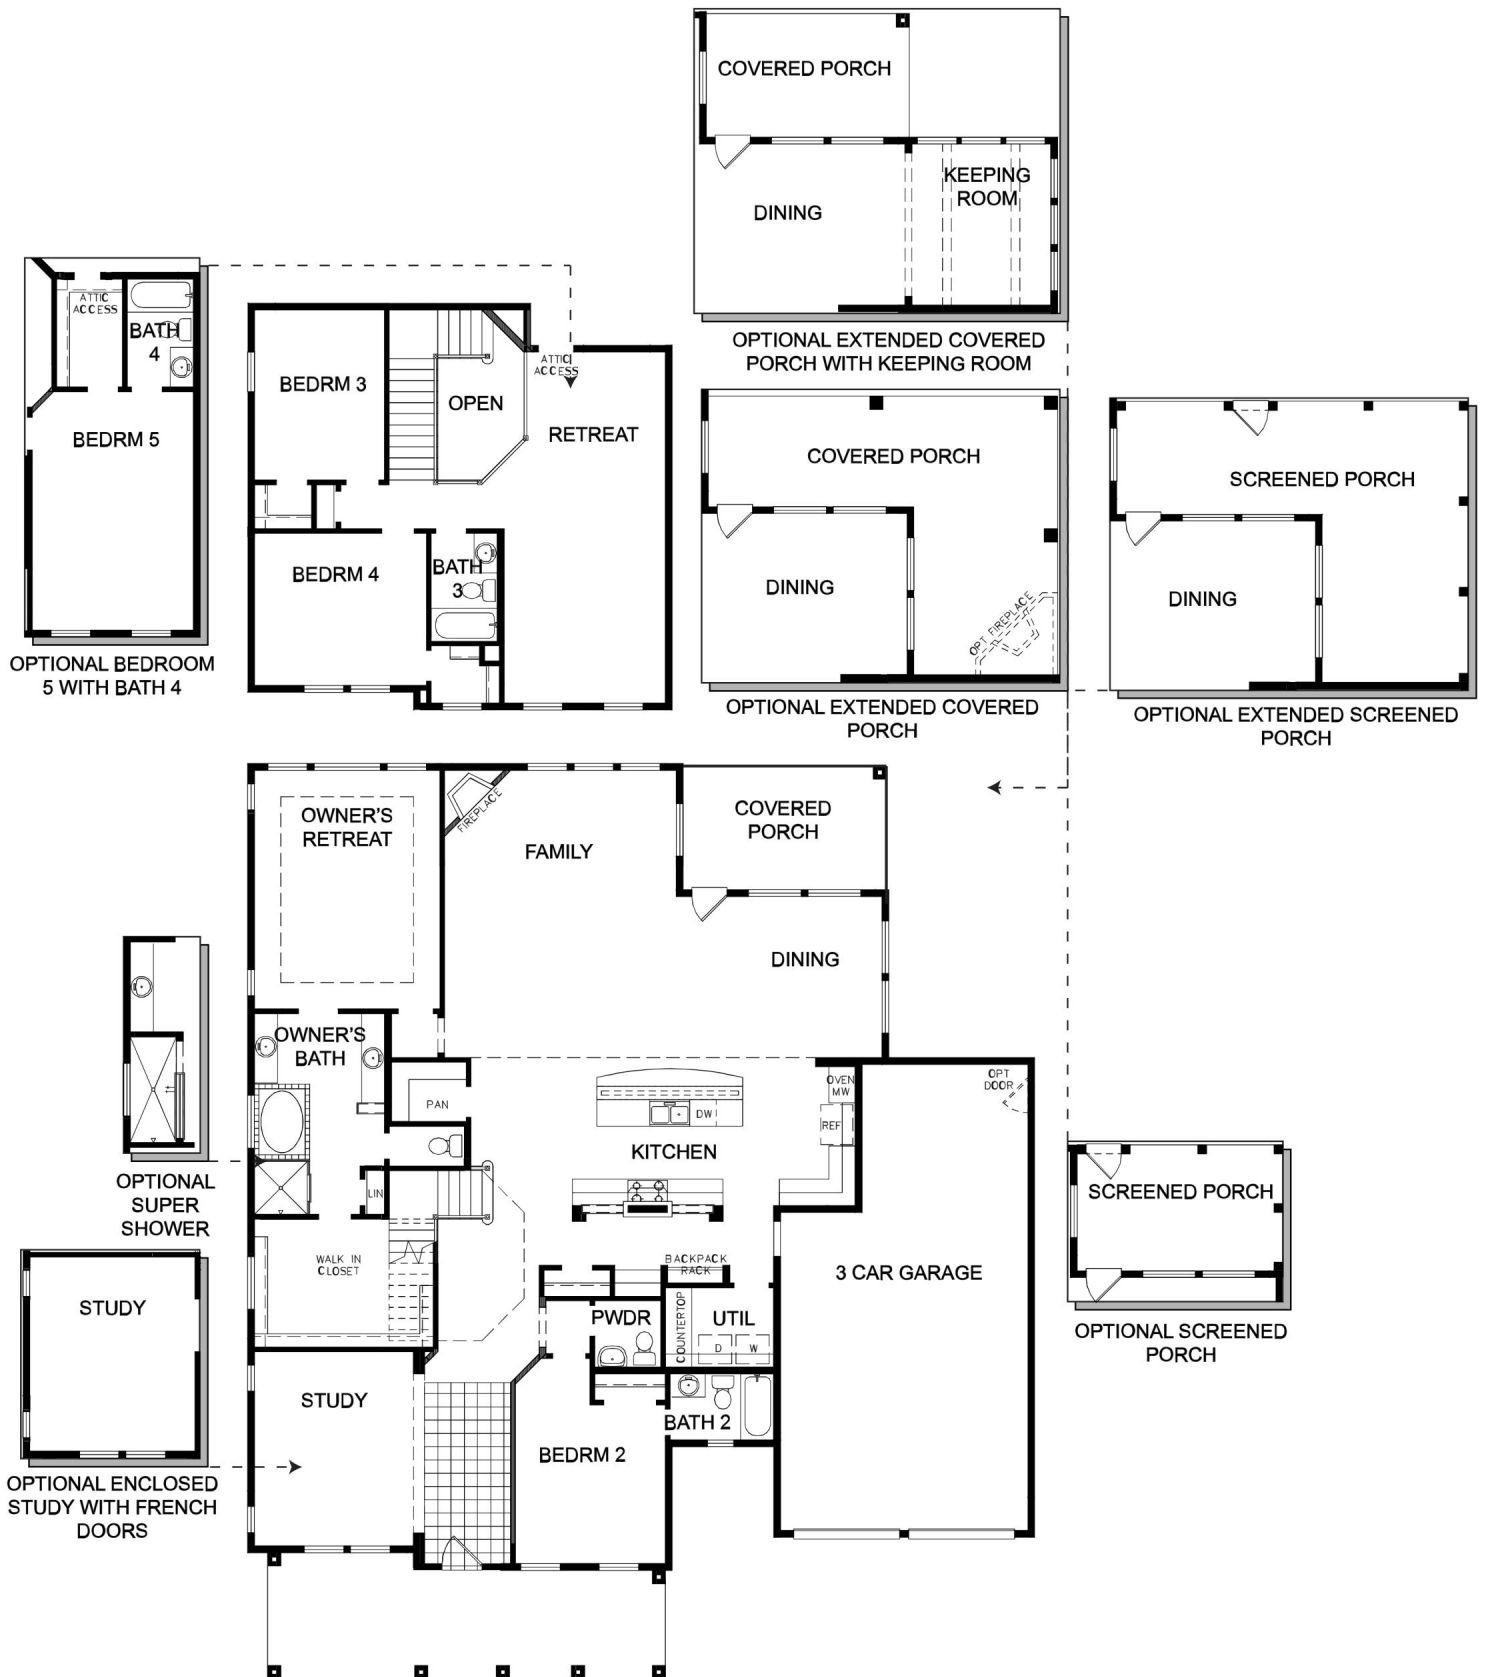 COVERED PORCH
KEEPING
ROOM
DINING
OPTIONAL EXTENDED COVERED
PORCH WITH KEEPING ROOM
ATTIC
ACCESS
BATH
4
BEDRM 5
OPTIONAL BEDROOM
5 WITH BATH 4
BEDRM 3
OPEN
ATTIC
ACCESS
RETREAT
BEDRM 4
BATH
3
COVERED PORCH
DINING
OPT FIREPLACE
OPTIONAL EXTENDED COVERED
PORCH
SCREENED PORCH
DINING
OPTIONAL EXTENDED SCREENED
PORCH
OWNER'S
RETREAT
FIREPLACE
FAMILY
COVERED
PORCH
DINING
OWNER'S
BATH
PAN
LIN
WALK IN
CLOSET
DW
KITCHEN
OVEN
MW
REF
OPT
DOOR
BACKPACK
RACK
3 CAR GARAGE
PWDR
COUNTERTOP
UTIL
D
W
STUDY
BEDRM 2
BATH 2
OPTIONAL
SUPER
SHOWER
STUDY
OPTIONAL ENCLOSED
STUDY WITH FRENCH
DOORS
SCREENED PORCH
OPTIONAL SCREENED
PORCH